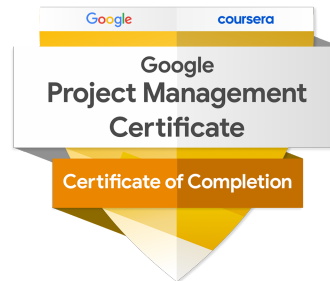 Google coursera
Google
Project Management
Certificate
Certificate of Completion